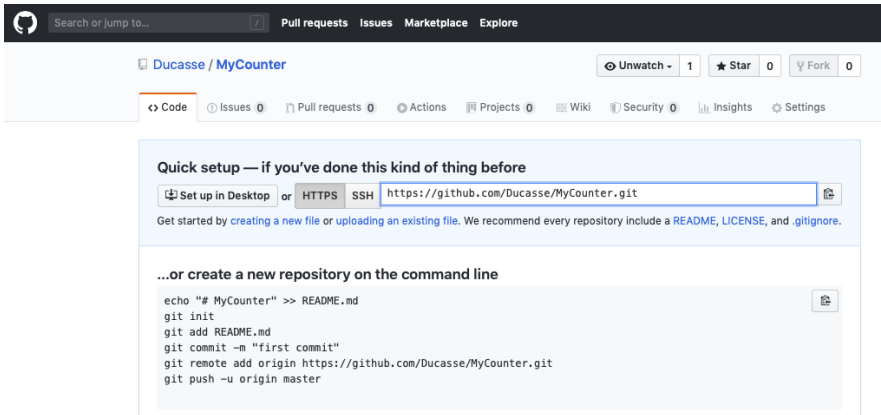 Search or jump to... / Pull requests Issues Marketplace Explore
Ducasse / MyCounter Unwatch 1 Star 0 Fork 0
<> Code Issues 0 Pull requests 0 Actions Projects 0 Wiki Security 0 Insights Settings
Quick setup — if you've done this kind of thing before
Set up in Desktop or HTTPS SSH https://github.com/Ducasse/MyCounter.git
Get started by creating a new file or uploading an existing file. We recommend every repository include a README, LICENSE, and .gitignore.
...or create a new repository on the command line
echo "# MyCounter" >> README.md
git init
git add README.md
git commit -m "first commit"
git remote add origin https://github.com/Ducasse/MyCounter.git
git push -u origin master